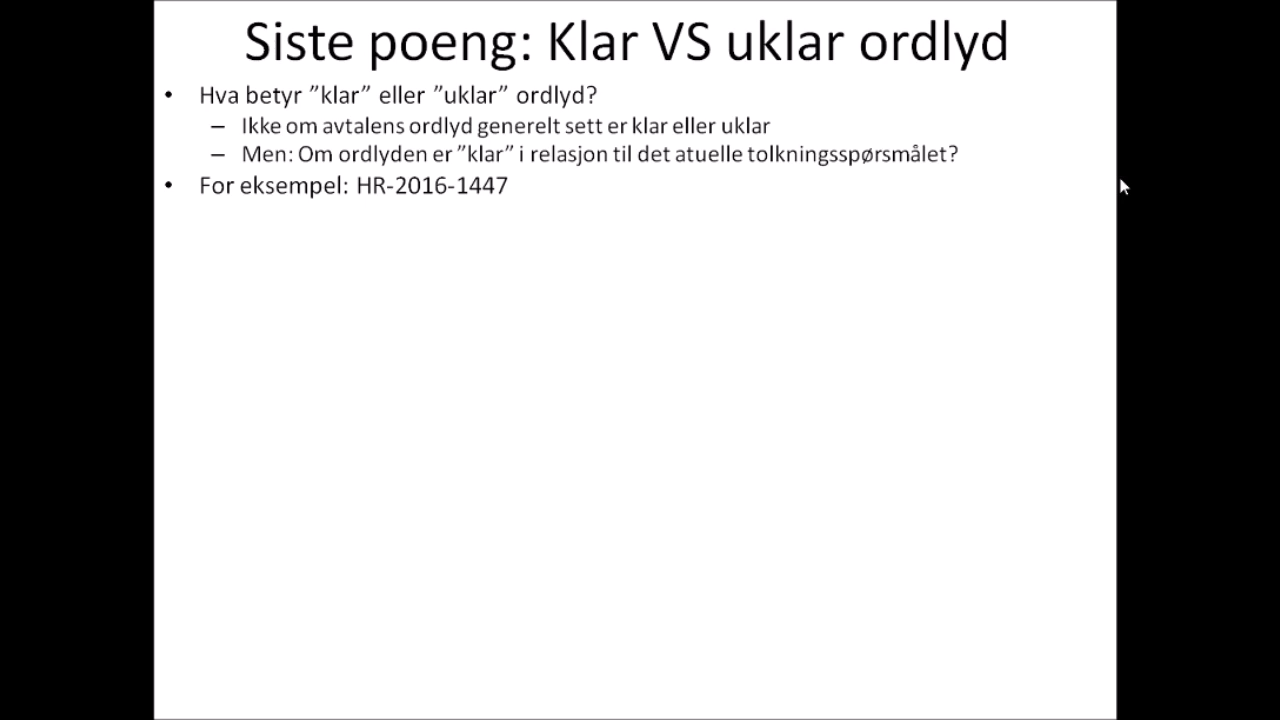 Siste poeng: Klar VS uklar ordlyd
• Hva betyr ”klar” eller ”uklar” ordlyd?
– Ikke om avtalens ordlyd generelt sett er klar eller uklar
– Men: Om ordlyden er ”klar” i relasjon til det atuelle tolkningsspørsmålet?
• For eksempel: HR-2016-1447